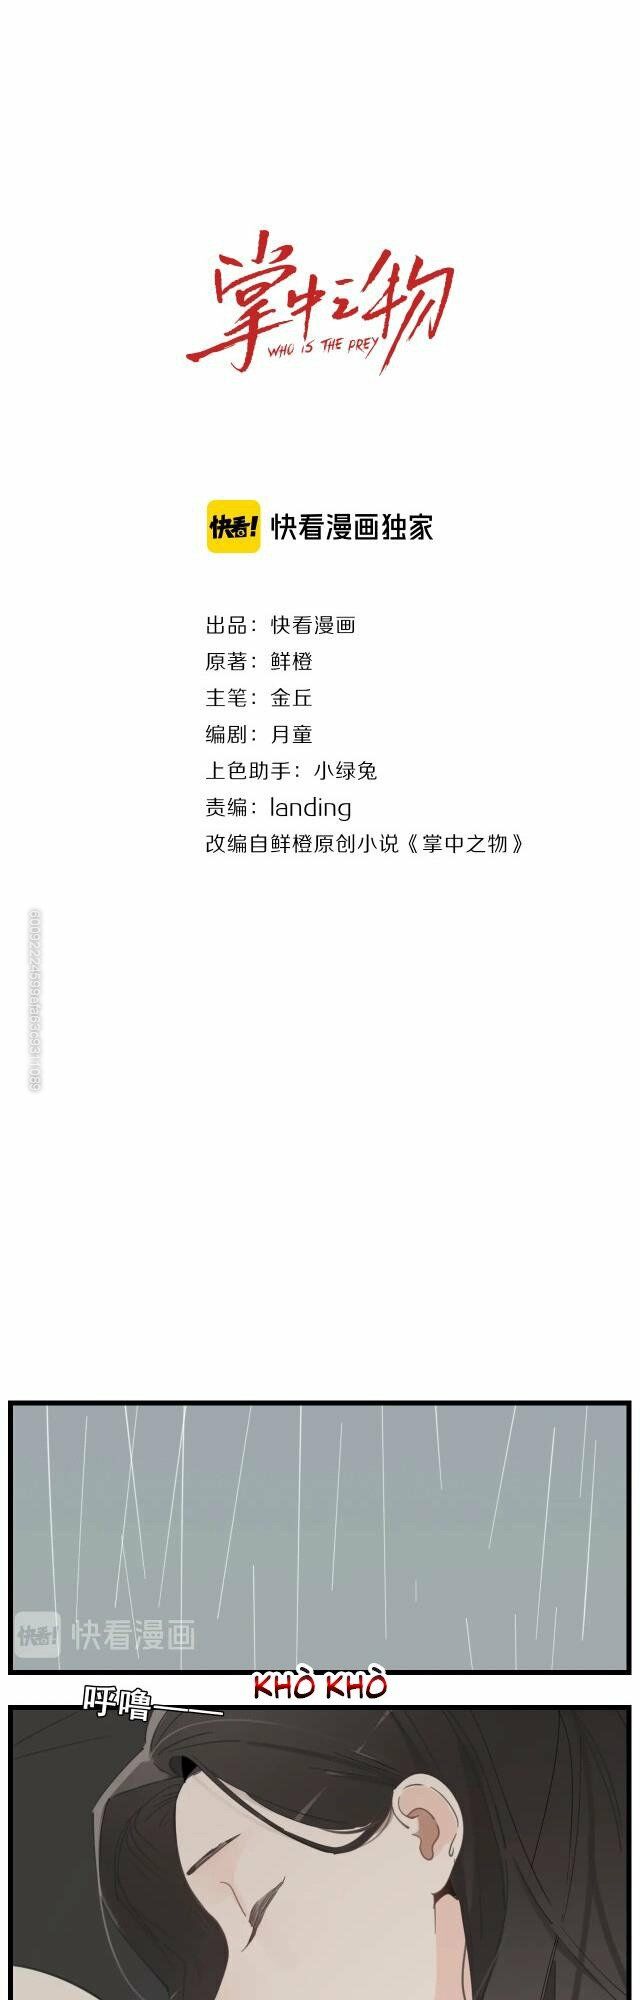 掌中之物
WHO IS THE PREY
快看! 快看漫画独家
出品：快看漫画
原著：鲜橙
主笔：金丘
编剧：月童
上色助手：小绿兔
责编：landing
改编自鲜橙原创小说《掌中之物》
快看! 快看漫画
KHÒ KHÒ
呼噜——